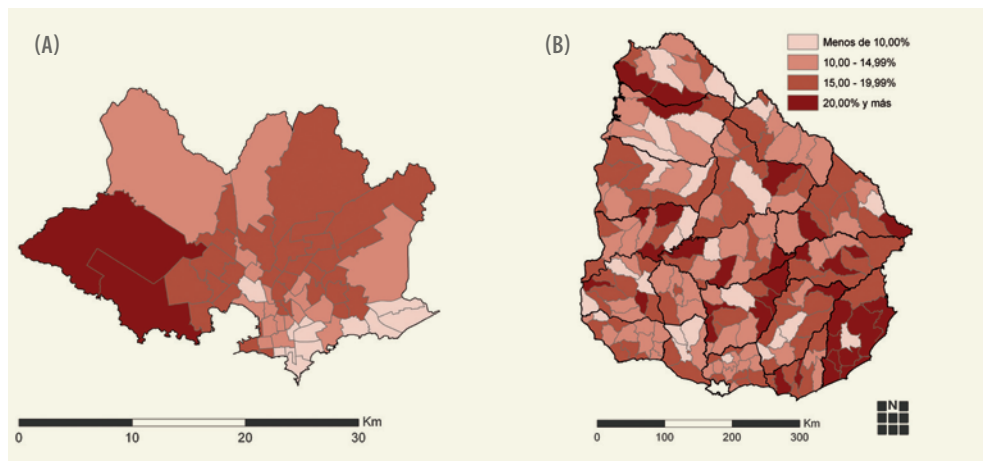 (A)
(B)
Menos de 10,00%
10,00 - 14,99%
15,00 - 19,99%
20,00% y más
Km
0 10 20 30
Km
0 100 200 300
N